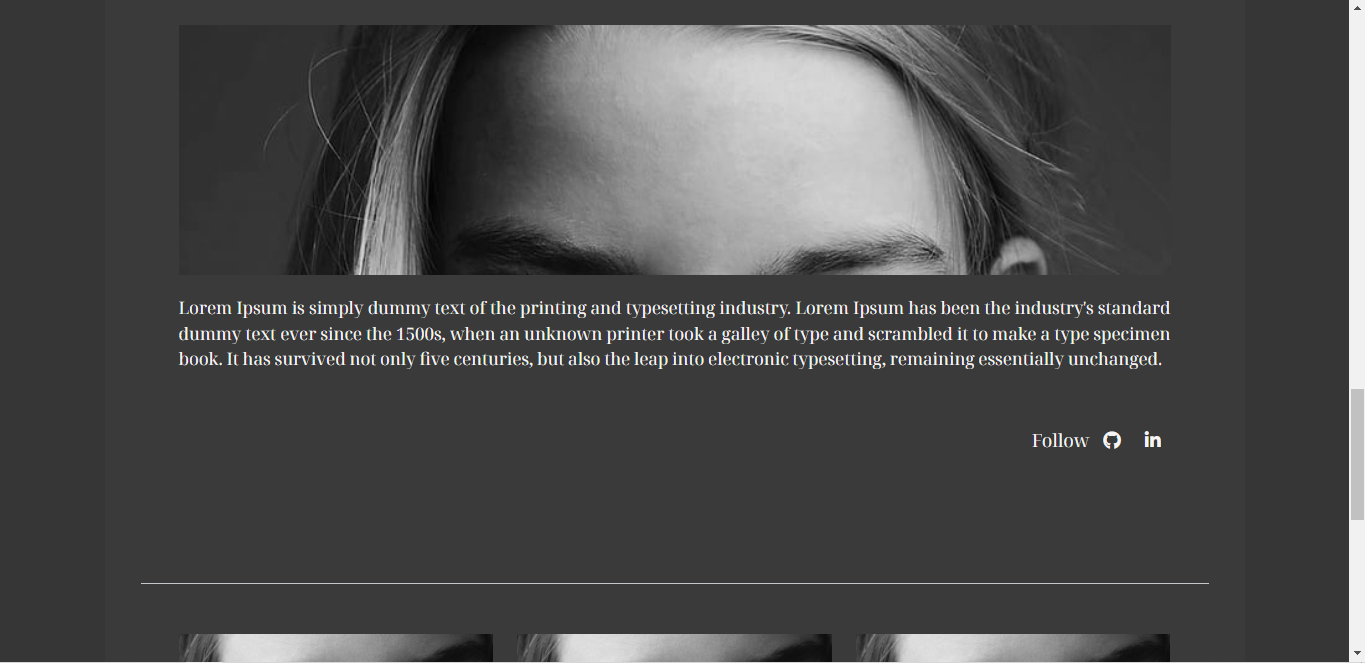 Lorem Ipsum is simply dummy text of the printing and typesetting industry. Lorem Ipsum has been the industry's standard
dummy text ever since the 1500s, when an unknown printer took a galley of type and scrambled it to make a type specimen
book. It has survived not only five centuries, but also the leap into electronic typesetting, remaining essentially unchanged.
Follow in